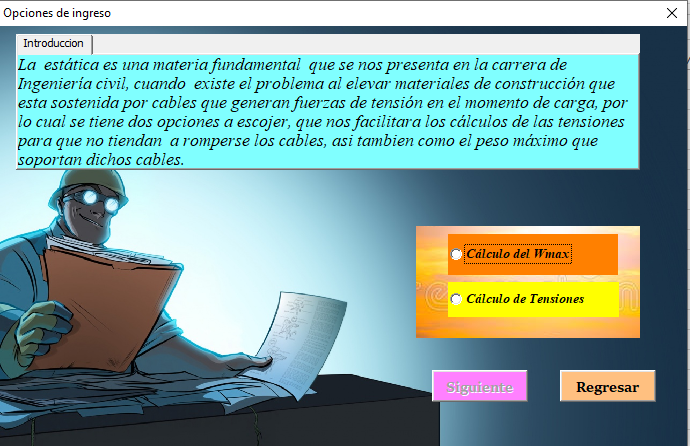 Opciones de ingreso
Introduccion
La estática es una materia fundamental que se nos presenta en la carrera de
Ingeniería civil, cuando existe el problema al elevar materiales de construcción que
esta sostenida por cables que generan fuerzas de tensión en el momento de carga, por
lo cual se tiene dos opciones a escojer, que nos facilitara los cálculos de las tensiones
para que no tiendan a romperse los cables, asi tambien como el peso máximo que
soportan dichos cables.
Cálculo del Wmax
Cálculo de Tensiones
Siguiente
Regresar